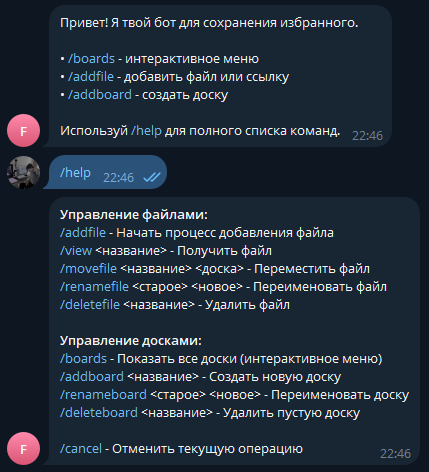 Привет! Я твой бот для сохранения избранного.
• /boards - интерактивное меню
• /addfile - добавить файл или ссылку
• /addboard - создать доску
Используй /help для полного списка команд. 22:46
F
/help 22:46
Управление файлами:
/addfile - Начать процесс добавления файла
/view <название> - Получить файл
/movefile <название> <доска> - Переместить файл
/renamefile <старое> <новое> - Переименовать файл
/deletefile <название> - Удалить файл
Управление досками:
/boards - Показать все доски (интерактивное меню)
/addboard <название> - Создать новую доску
/renameboard <старое> <новое> - Переименовать доску
/deleteboard <название> - Удалить пустую доску
/cancel - Отменить текущую операцию 22:46
F